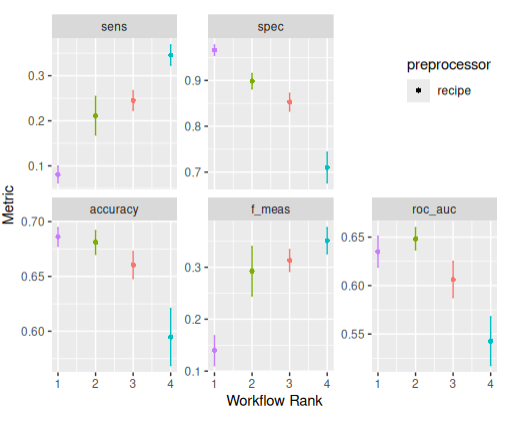 sens
spec
0.3
0.2
0.1
0.9
0.8
0.7
preprocessor
recipe
Metric
accuracy
f_meas
roc_auc
0.70
0.65
0.60
0.3
0.2
0.1
0.65
0.60
0.55
1 2 3 4
1 2 3 4
1 2 3 4
Workflow Rank